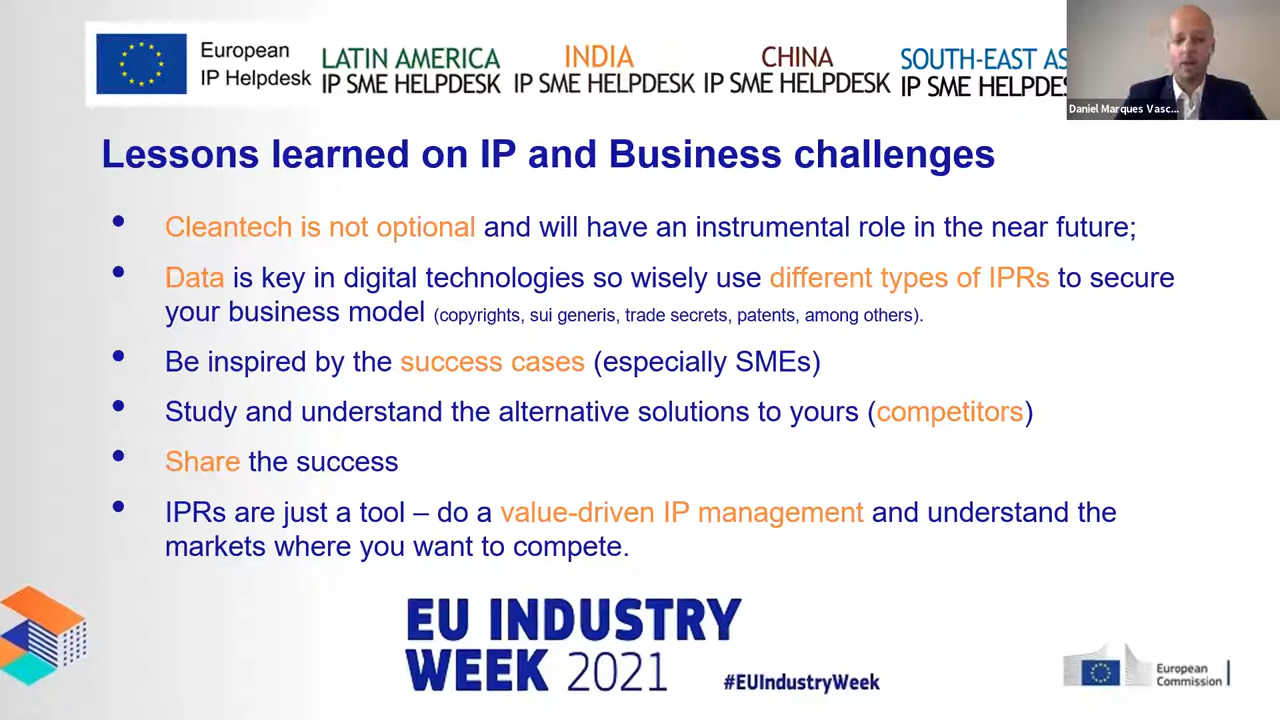 European
IP Helpdesk
LATIN AMERICA
IP SME HELPDESK
INDIA
IP SME HELPDESK
CHINA
IP SME HELPDESK
SOUTH-EAST AS
IP SME HELPDES
Daniel Marques Vasc...
Lessons learned on IP and Business challenges
• Cleantech is not optional and will have an instrumental role in the near future;
• Data is key in digital technologies so wisely use different types of IPRs to secure
your business model (copyrights, sui generis, trade secrets, patents, among others).
• Be inspired by the success cases (especially SMEs)
• Study and understand the alternative solutions to yours (competitors)
• Share the success
• IPRs are just a tool – do a value-driven IP management and understand the
markets where you want to compete.
EU INDUSTRY
WEEK 2021
#EUIndustryWeek
European
Commission